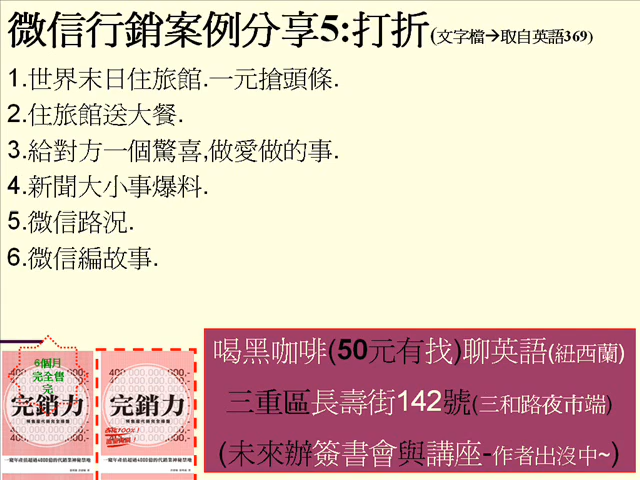 微信行銷案例分享5:打折(文字檔→取自英語369)
1.世界末日住旅館.一元搶頭條.
2.住旅館送大餐.
3.給對方一個驚喜,做愛做的事.
4.新聞大小事爆料.
5.微信路況.
6.微信編故事.
喝黑咖啡(50元有找)聊英語(紐西蘭)
三重區長壽街142號(三和路夜市端)
(未來辦簽書會與講座-作者出沒中~)
6個月
完全售
完
完銷力
完銷力